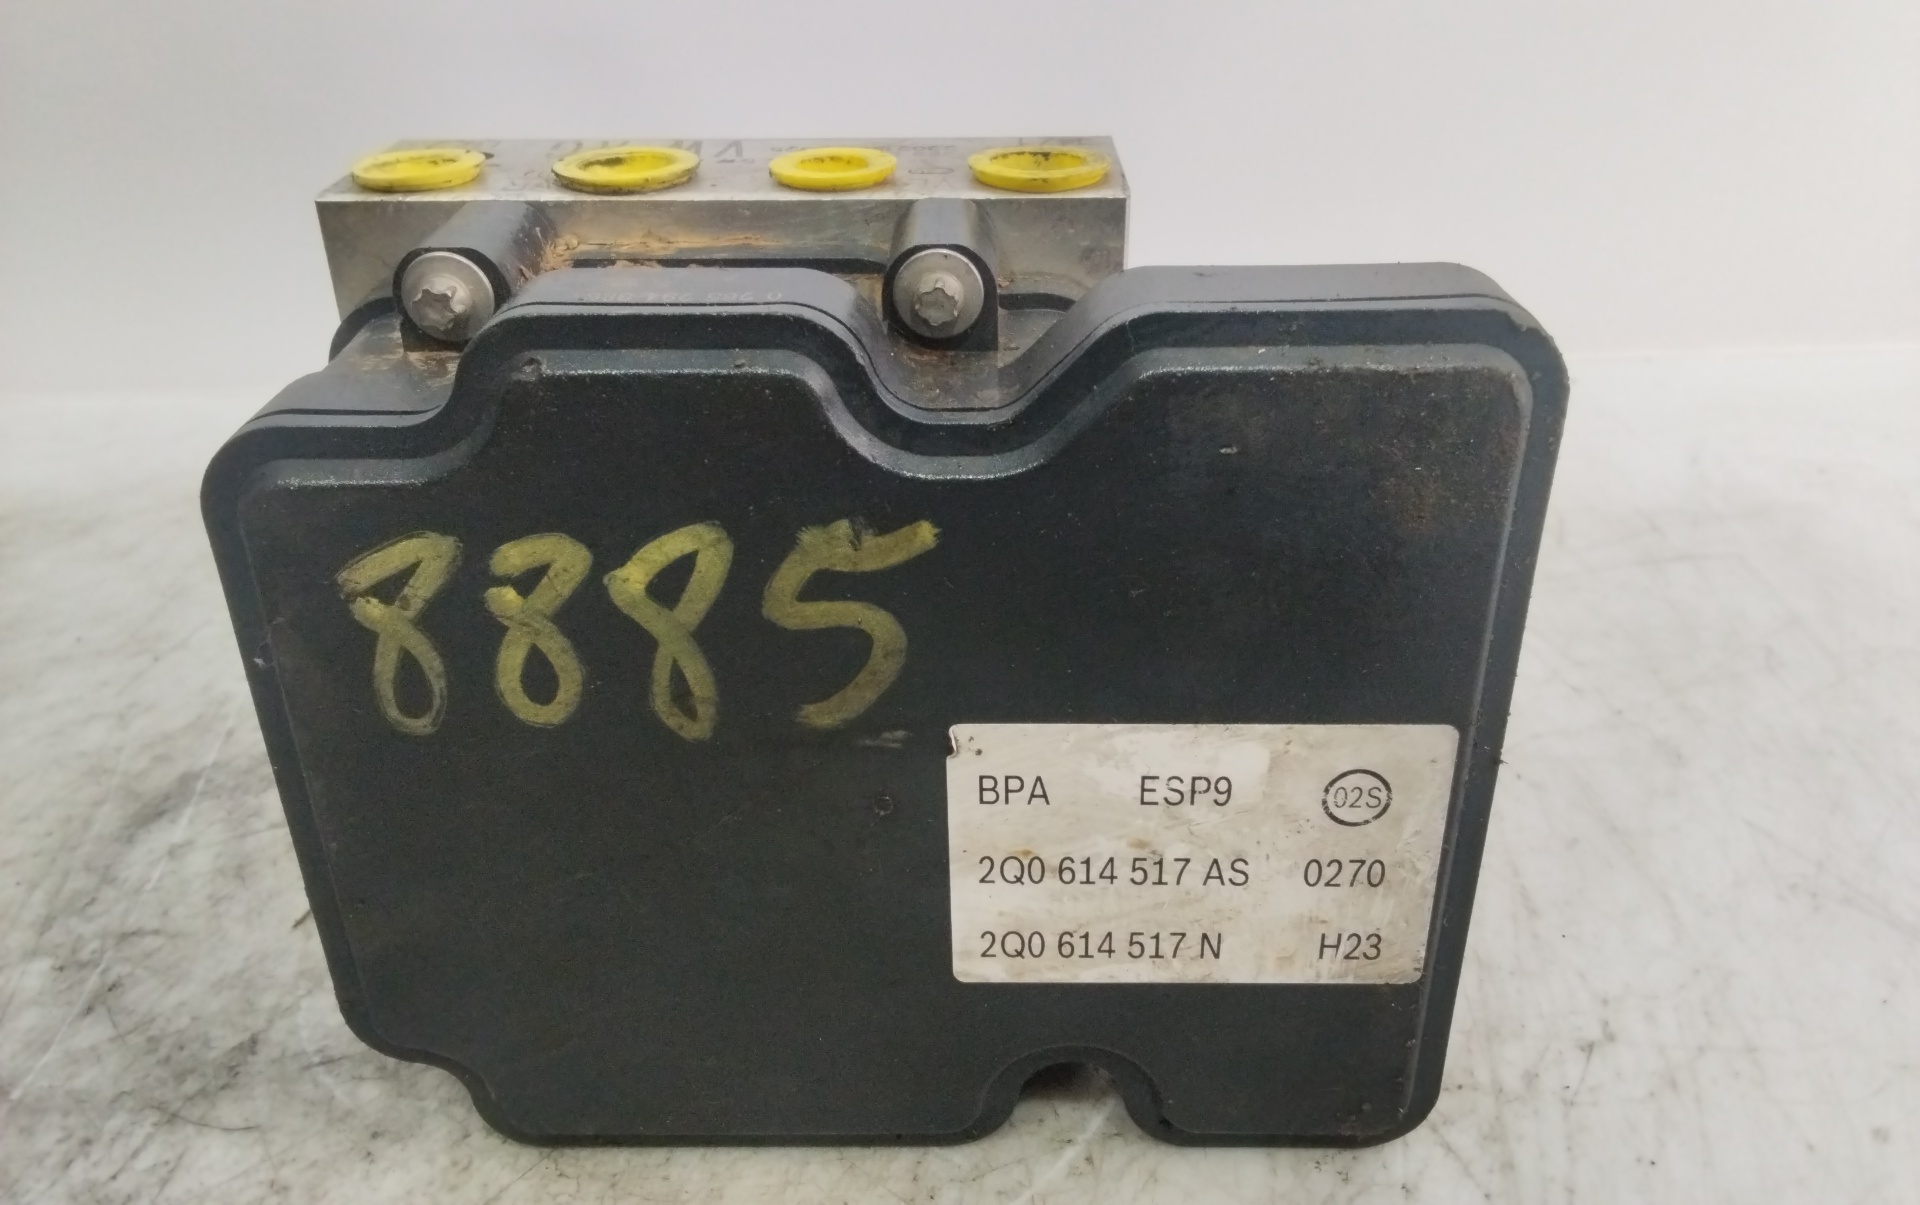 8885
BPA ESP9 02S
2Q0 614 517 AS 0270
2Q0 614 517 N H23